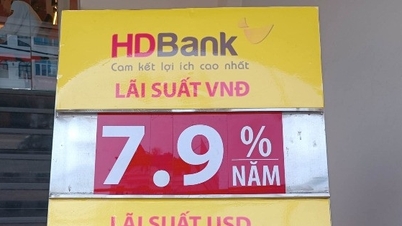 HDBank
Cam kết lợi ích cao nhất
LÃI SUẤT VNĐ
7.9 %
NĂM
LÃI SUẤT USD